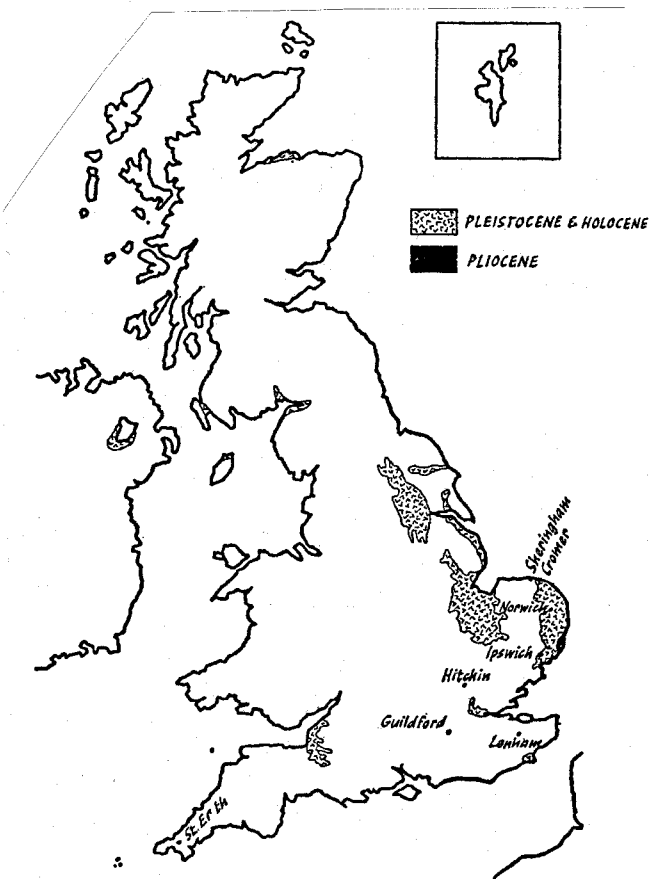 PLEISTOCENE & HOLOCENE
PLIOCENE
Sheringham
Cromer
Norwich
Ipswich
Hitchin
Guildford
Lenham
St. Erth